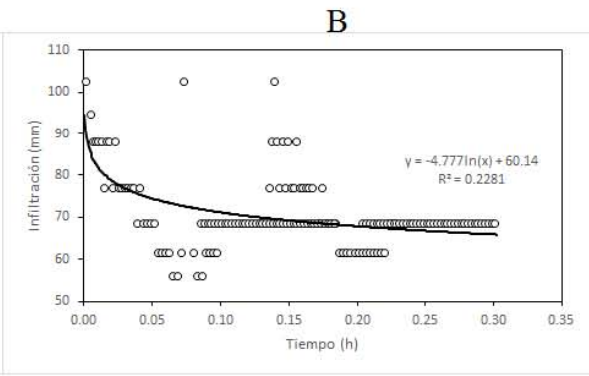 B
110
100
90
80
70
60
50
Infiltración (mm)
y = -4.777ln(x) + 60.14
R² = 0.2281
0.00 0.05 0.10 0.15 0.20 0.25 0.30 0.35
Tiempo (h)